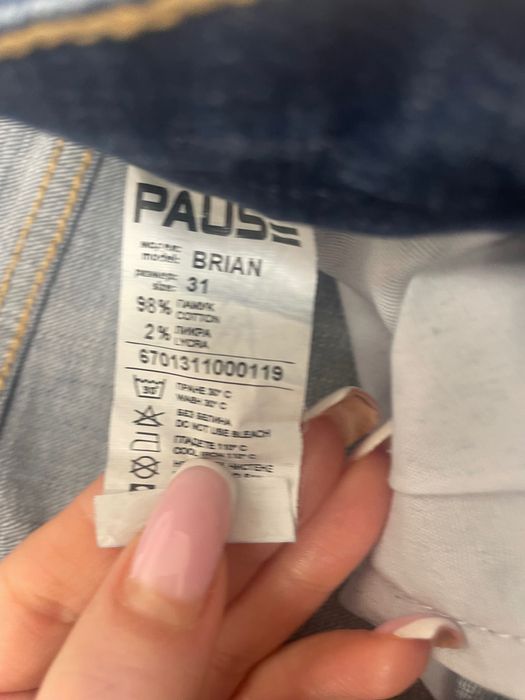 PAUSE
модел:
model: BRIAN
размер:
size: 31
98% ПАМУК
COTTON
2% ЛИКРА
LYCRA
6701311000119
30° ПРАНЕ 30° C
WASH 30° C
БЕЗ БЕЛИНА
DO NOT USE BLEACH
ГЛАДЕТЕ 110° C
COOL IRON 110° C
ЧИСТЕНЕ